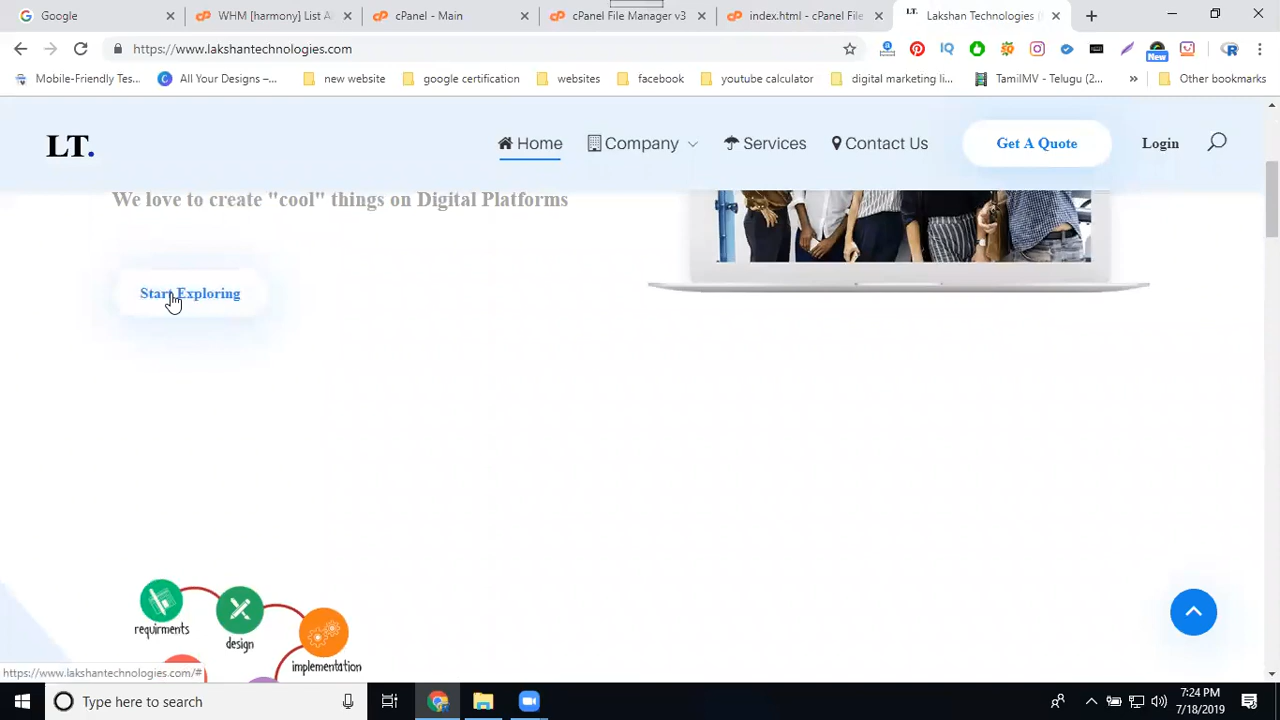 Google
WHM [harmony] List A
cPanel - Main
cPanel File Manager v3
index.html - cPanel File
LT.
Lakshan Technologies (
https://www.lakshantechnologies.com
IQ
New
Mobile-Friendly Tes...
All Your Designs –...
new website
google certification
websites
facebook
youtube calculator
digital marketing li...
TamilMV - Telugu (2...
»
Other bookmarks
LT.
Home
Company
Services
Contact Us
Get A Quote
Login
We love to create "cool" things on Digital Platforms
Start Exploring
requirments
design
implementation
https://www.lakshantechnologies.com/#
Type here to search
7:24 PM
7/18/2019